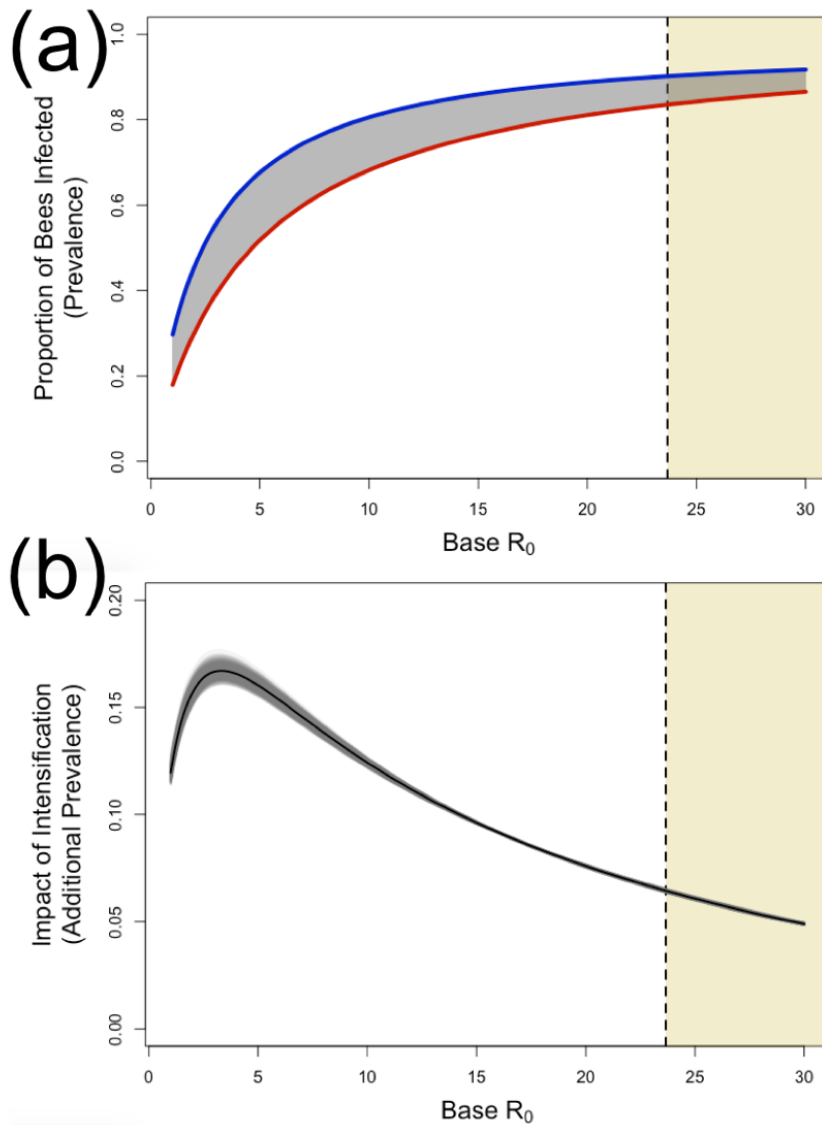 (a)
Proportion of Bees Infected
(Prevalence)
1.0
0.8
0.6
0.4
0.2
0.0
0 5 10 15 20 25 30
Base R₀
(b)
Impact of Intensification
(Additional Prevalence)
0.20
0.15
0.10
0.05
0.00
0 5 10 15 20 25 30
Base R₀